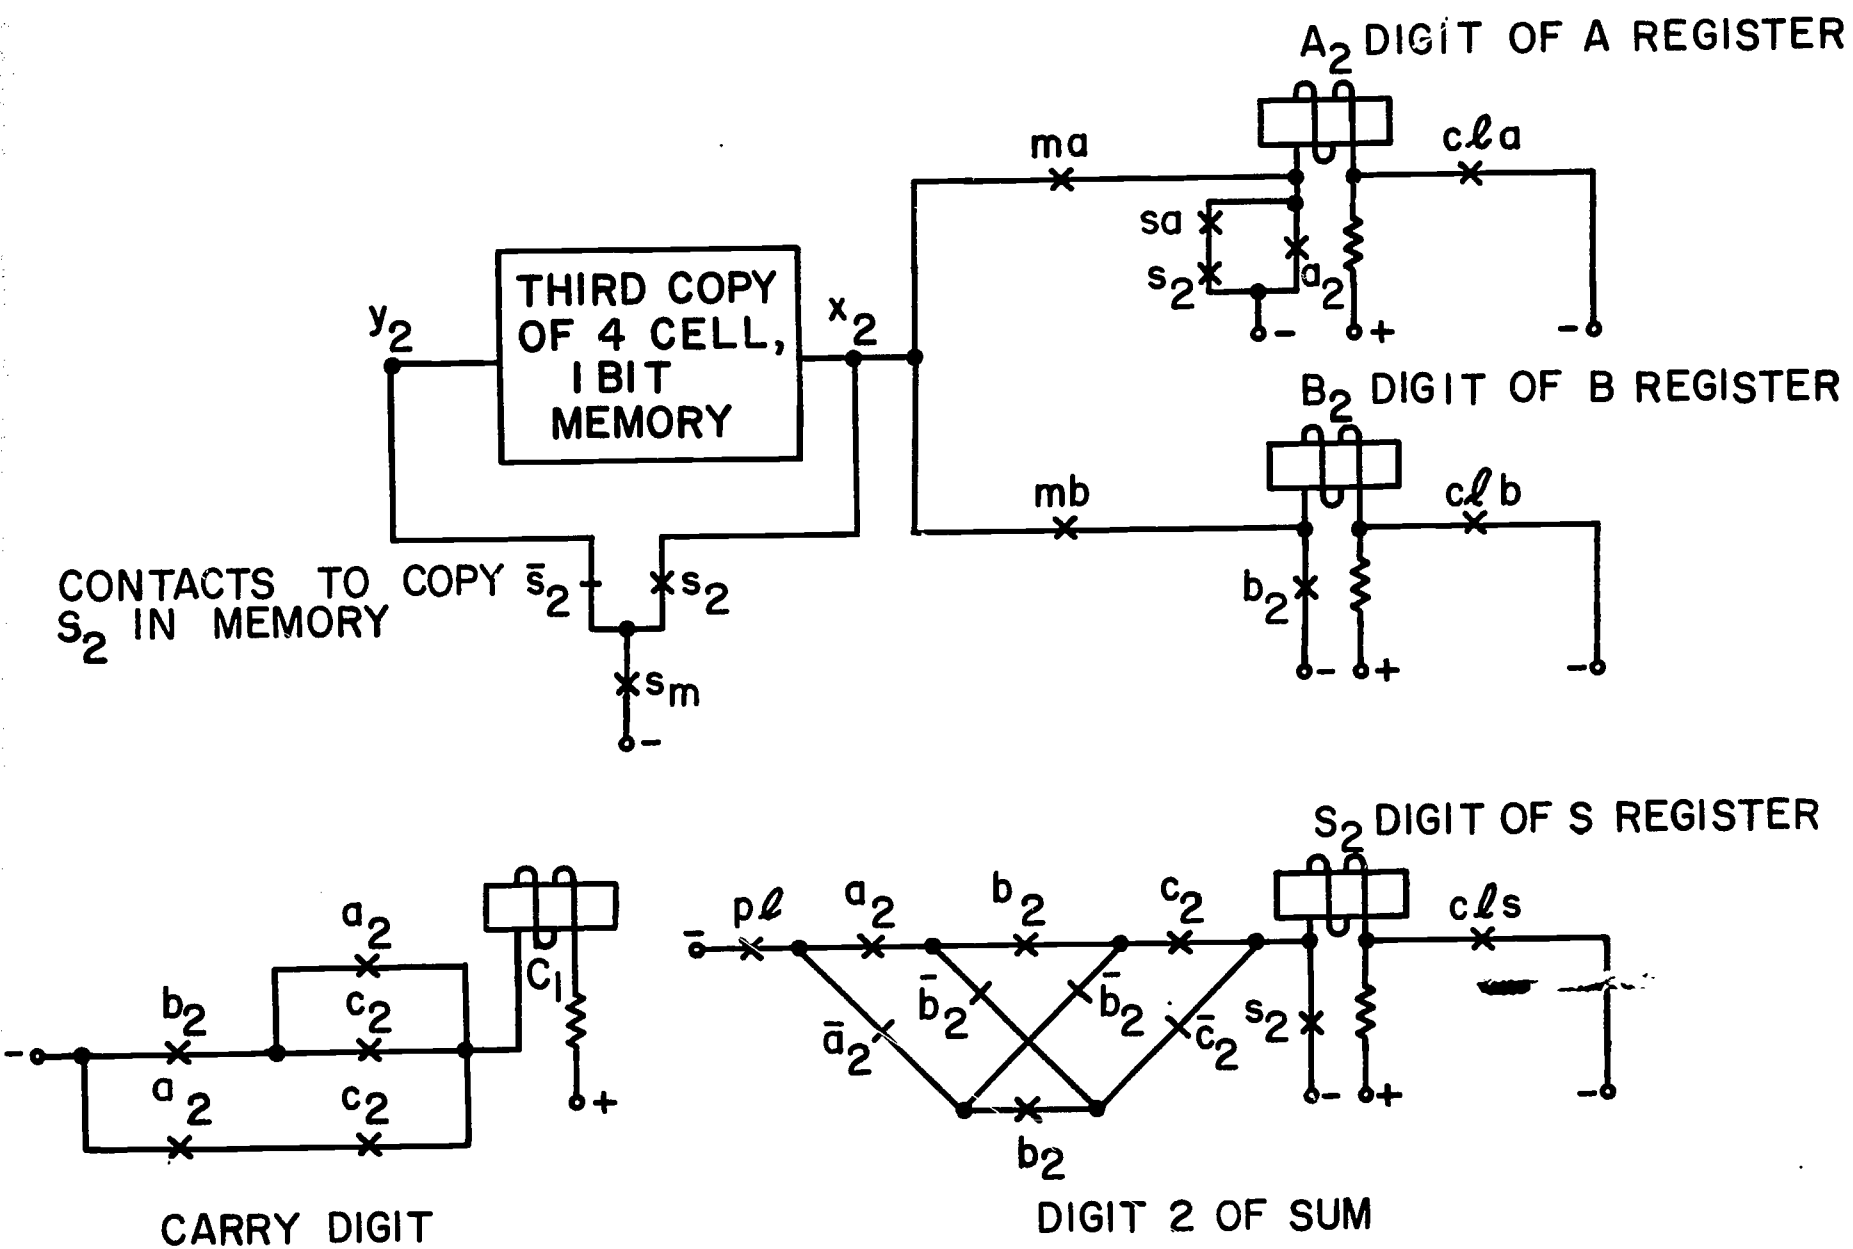 A2 DIGIT OF A REGISTER
ma
cℓa
sa
s2
a2
-
+
-
y2
THIRD COPY
OF 4 CELL,
1 BIT
MEMORY
x2
B2 DIGIT OF B REGISTER
mb
cℓb
b2
-
+
-
CONTACTS TO COPY
S2 IN MEMORY
s̄2
s2
sm
-
S2 DIGIT OF S REGISTER
a2
b2
c2
C1
-
a2
c2
+
CARRY DIGIT
-
pℓ
a2
b2
c2
cℓs
ā2
b̄2
b̄2
c̄2
s2
b2
-
+
-
DIGIT 2 OF SUM